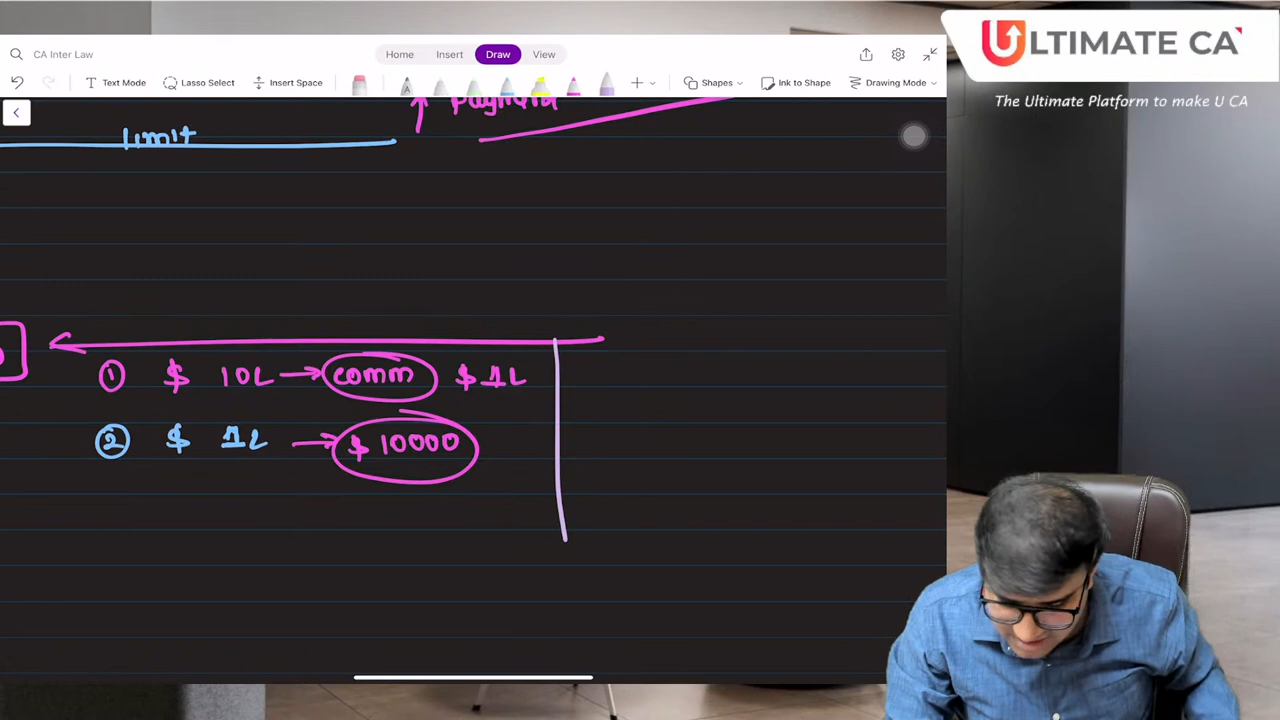 ULTIMATE CA
The Ultimate Platform to make U CA
CA Inter Law
Home Insert Draw View
Text Mode Lasso Select Insert Space Shapes Ink to Shape Drawing Mode
limit
① $ 10L → comm $ 1L
② $ 1L → $ 10000